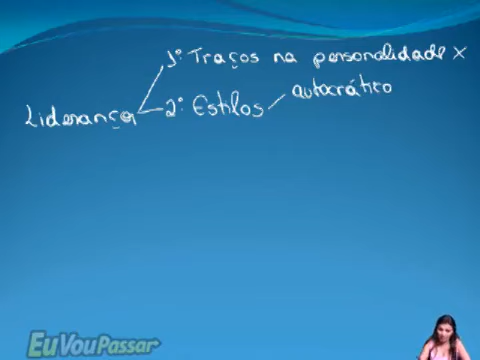 1º Traços na personalidade X
autocrático
Liderança 2º Estilos
EuVouPassar